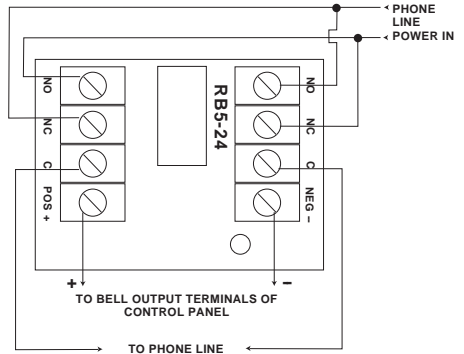 PHONE
LINE
POWER IN
NO
NC
C
POS +
RB5-24
NO
NC
C
NEG –
+
–
TO BELL OUTPUT TERMINALS OF
CONTROL PANEL
TO PHONE LINE